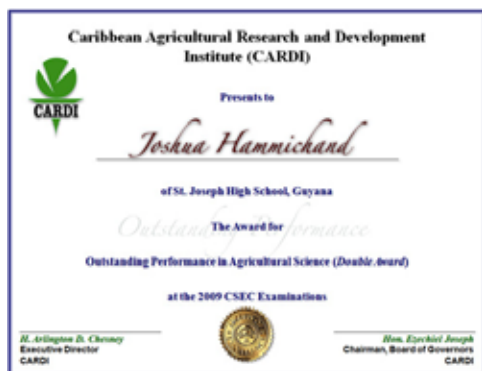 Caribbean Agricultural Research and Development
Institute (CARDI)
CARDI
Presents to
Joshua Hammichand
of St. Joseph High School, Guyana
Outstanding Performance
The Award for
Outstanding Performance in Agricultural Science (Double Award)
at the 2009 CSEC Examinations
H. Arlington D. Chesney
Executive Director
CARDI
Hon. Ezechiel Joseph
Chairman, Board of Governors
CARDI